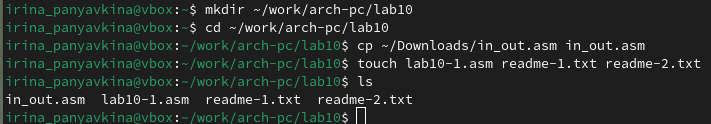 irina_panyavkina@vbox:~$ mkdir ~/work/arch-pc/lab10
irina_panyavkina@vbox:~$ cd ~/work/arch-pc/lab10
irina_panyavkina@vbox:~/work/arch-pc/lab10$ cp ~/Downloads/in_out.asm in_out.asm
irina_panyavkina@vbox:~/work/arch-pc/lab10$ touch lab10-1.asm readme-1.txt readme-2.txt
irina_panyavkina@vbox:~/work/arch-pc/lab10$ ls
in_out.asm  lab10-1.asm  readme-1.txt  readme-2.txt
irina_panyavkina@vbox:~/work/arch-pc/lab10$